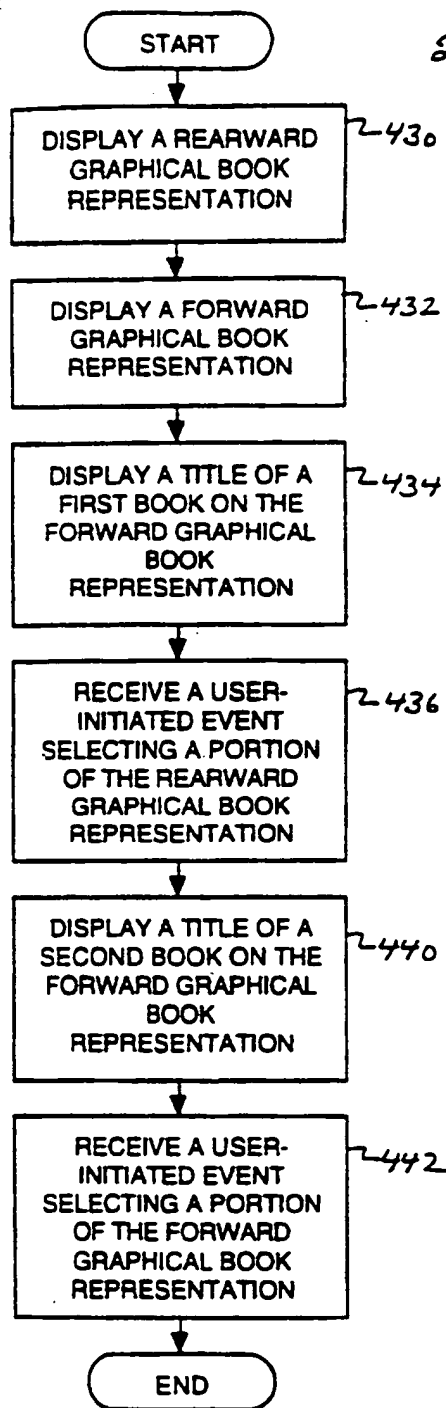 START
DISPLAY A REARWARD
GRAPHICAL BOOK
REPRESENTATION
430
DISPLAY A FORWARD
GRAPHICAL BOOK
REPRESENTATION
432
DISPLAY A TITLE OF A
FIRST BOOK ON THE
FORWARD GRAPHICAL
BOOK
REPRESENTATION
434
RECEIVE A USER-
INITIATED EVENT
SELECTING A PORTION
OF THE REARWARD
GRAPHICAL BOOK
REPRESENTATION
436
DISPLAY A TITLE OF A
SECOND BOOK ON THE
FORWARD GRAPHICAL
BOOK
REPRESENTATION
440
RECEIVE A USER-
INITIATED EVENT
SELECTING A PORTION
OF THE FORWARD
GRAPHICAL BOOK
REPRESENTATION
442
END